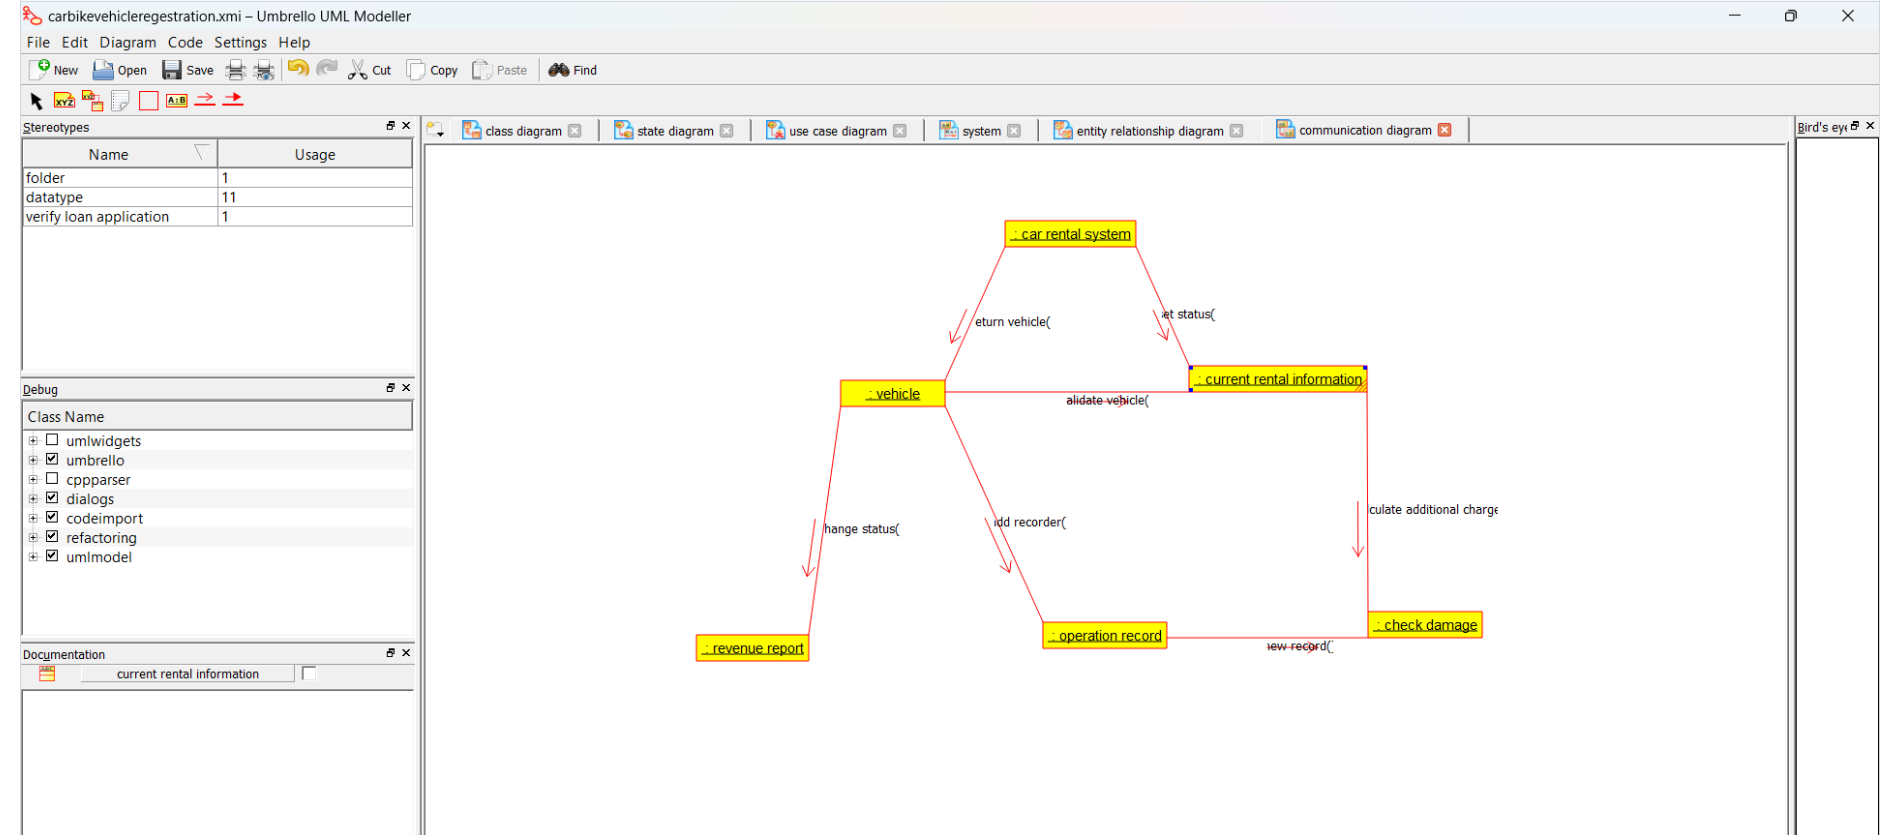 carbikevehicleregestration.xmi – Umbrello UML Modeller
File Edit Diagram Code Settings Help
New Open Save Cut Copy Paste Find
XYZ A:B
Stereotypes
Name Usage
folder 1
datatype 11
verify loan application 1
Debug
Class Name
umlwidgets
umbrello
cppparser
dialogs
codeimport
refactoring
umlmodel
Documentation
current rental information
class diagram state diagram use case diagram system entity relationship diagram communication diagram
: car rental system
eturn vehicle(
et status(
: current rental information
: vehicle
alidate vehicle(
culate additional charge
hange status(
dd recorder(
: check damage
: operation record
: revenue report
ew record(
Bird's eye